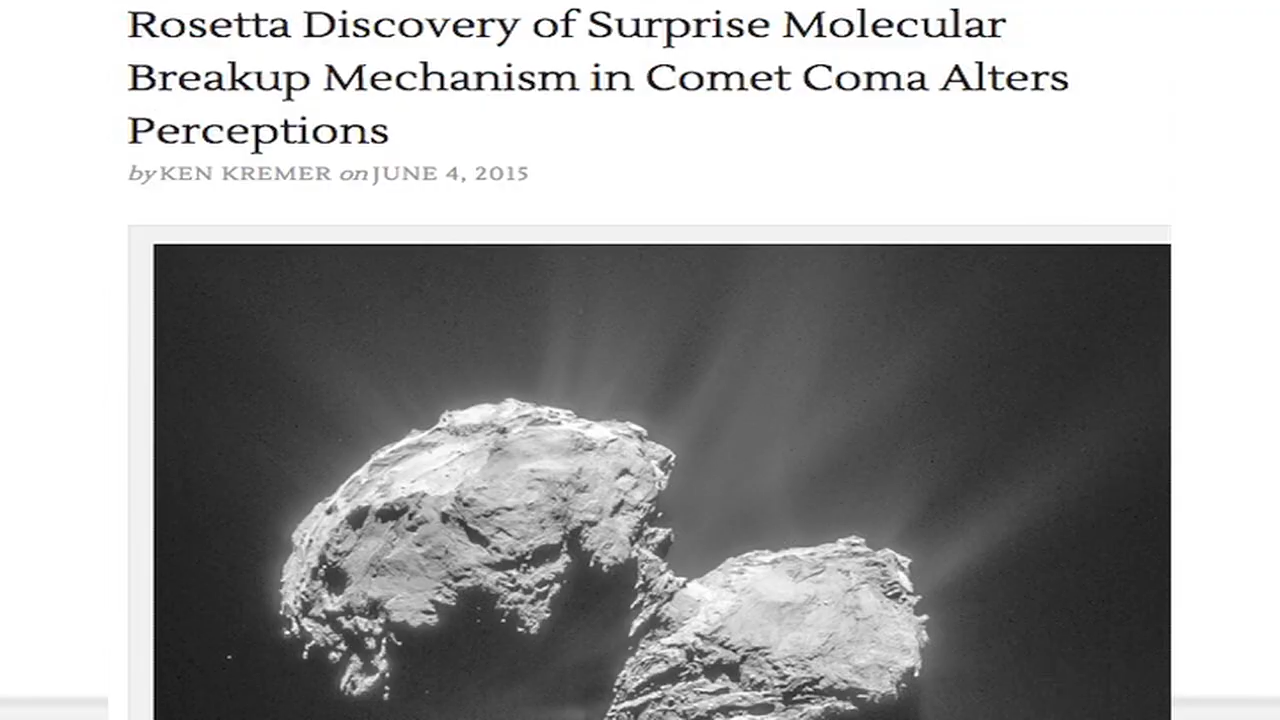 Rosetta Discovery of Surprise Molecular
Breakup Mechanism in Comet Coma Alters
Perceptions
by KEN KREMER on JUNE 4, 2015